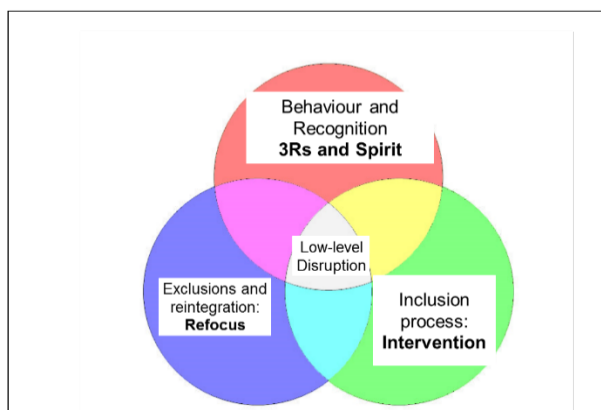 Behaviour and
Recognition
3Rs and Spirit
Low-level
Disruption
Exclusions and
reintegration:
Refocus
Inclusion
process:
Intervention